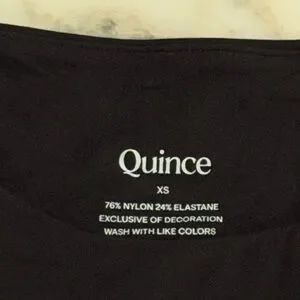 Quince
XS
76% NYLON 24% ELASTANE
EXCLUSIVE OF DECORATION
WASH WITH LIKE COLORS